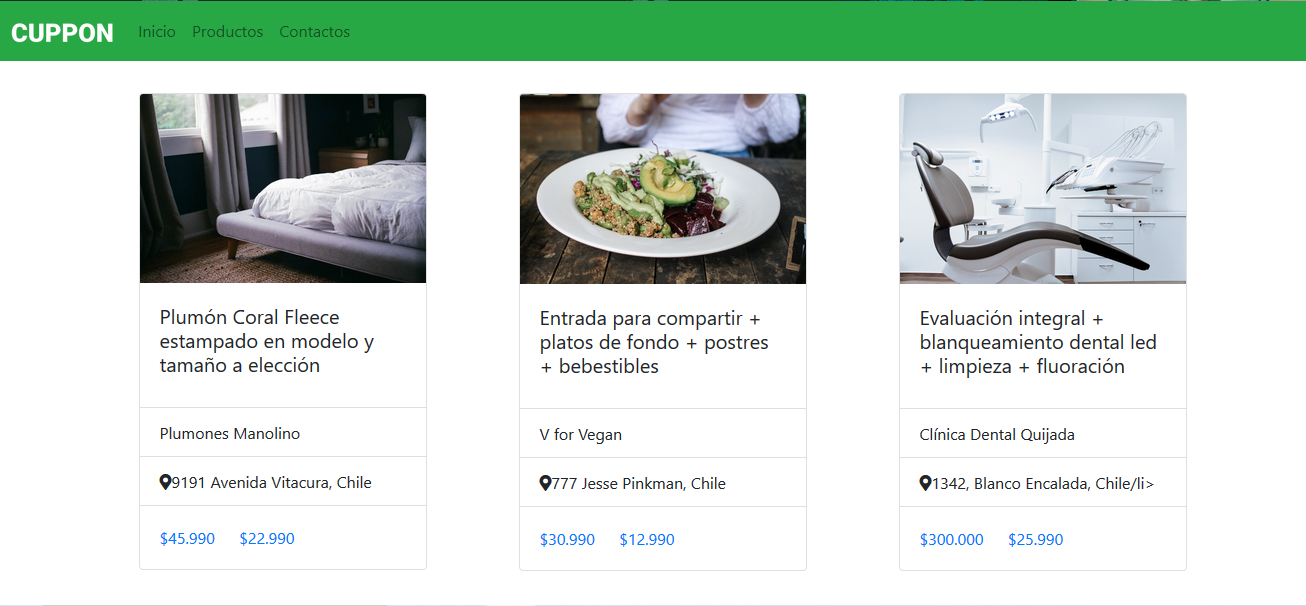 CUPPON Inicio Productos Contactos
Plumón Coral Fleece
estampado en modelo y
tamaño a elección
Plumones Manolino
9191 Avenida Vitacura, Chile
$45.990 $22.990
Entrada para compartir +
platos de fondo + postres
+ bebestibles
V for Vegan
777 Jesse Pinkman, Chile
$30.990 $12.990
Evaluación integral +
blanqueamiento dental led
+ limpieza + fluoración
Clínica Dental Quijada
1342, Blanco Encalada, Chile/li>
$300.000 $25.990